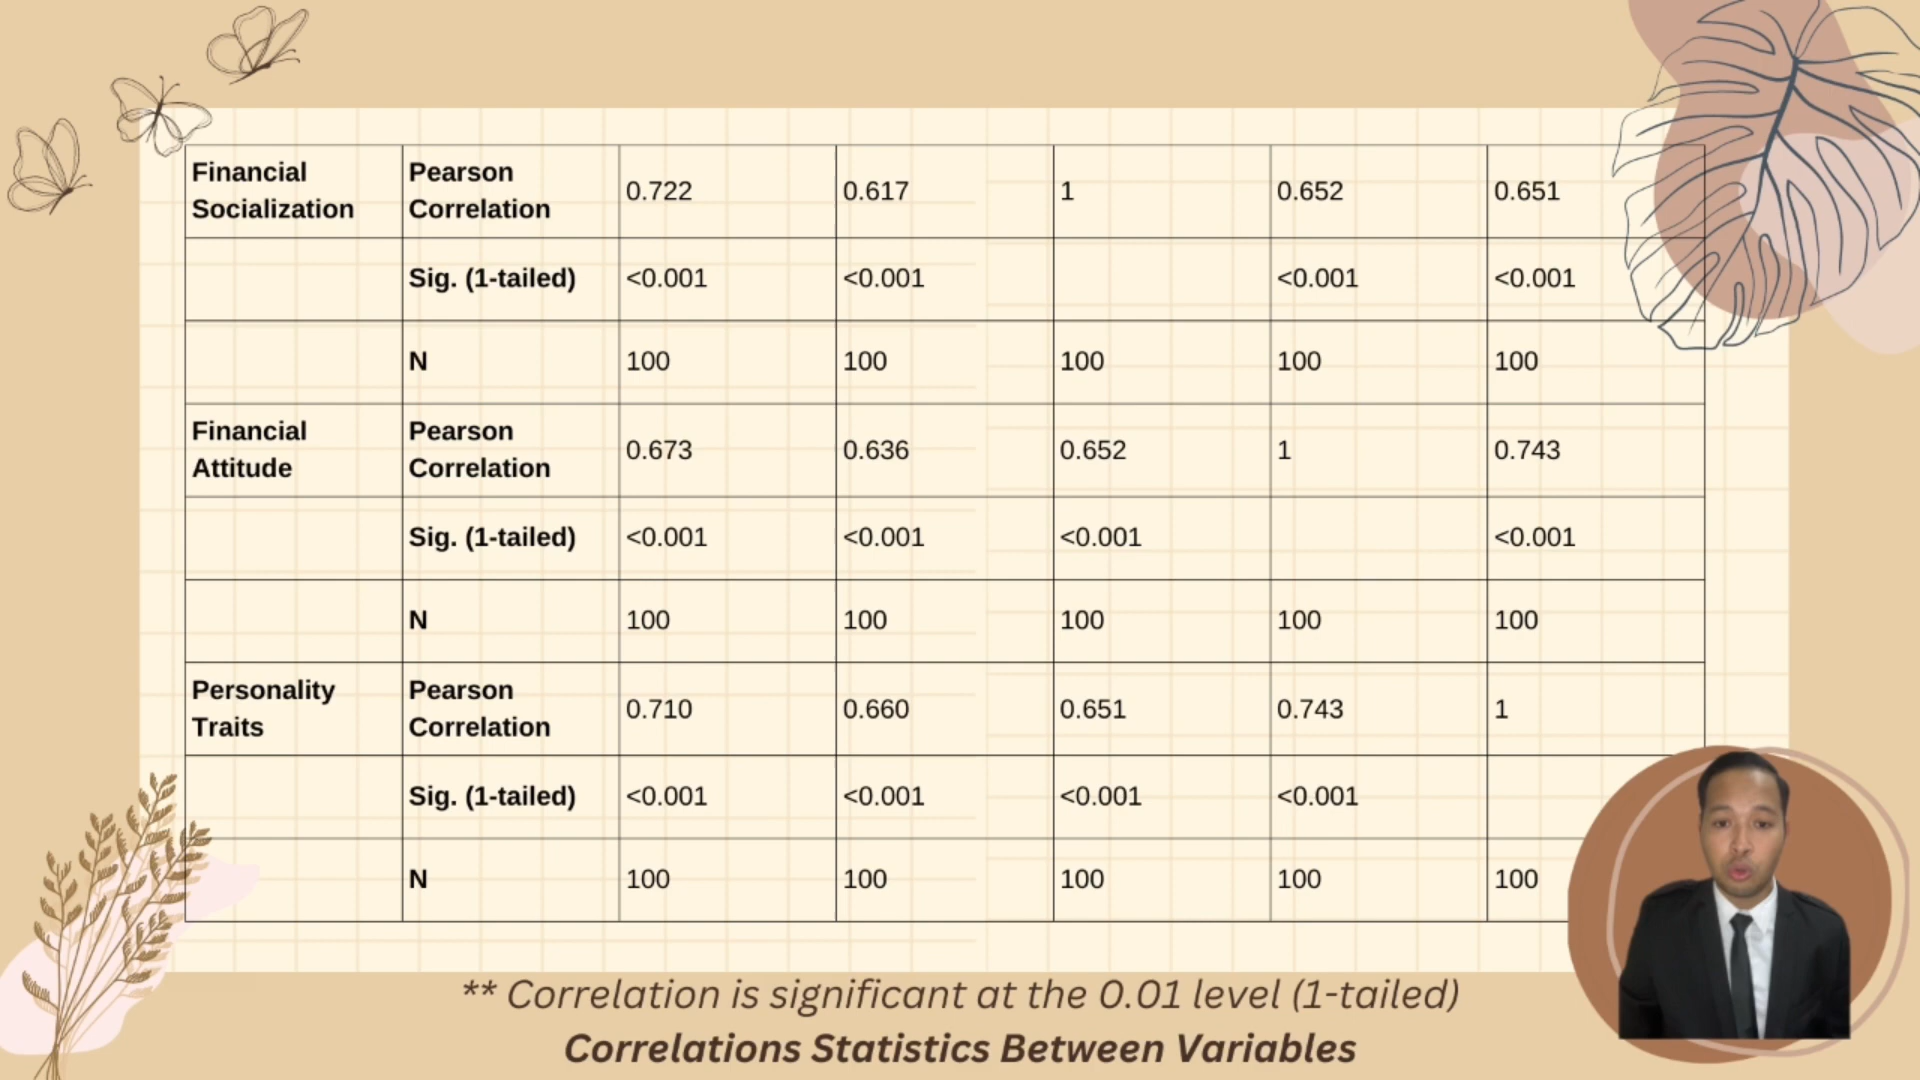 Financial Socialization Pearson Correlation 0.722 0.617 1 0.652 0.651
Sig. (1-tailed) <0.001 <0.001 <0.001 <0.001
N 100 100 100 100 100
Financial Attitude Pearson Correlation 0.673 0.636 0.652 1 0.743
Sig. (1-tailed) <0.001 <0.001 <0.001 <0.001
N 100 100 100 100 100
Personality Traits Pearson Correlation 0.710 0.660 0.651 0.743 1
Sig. (1-tailed) <0.001 <0.001 <0.001 <0.001
N 100 100 100 100 100
** Correlation is significant at the 0.01 level (1-tailed)
Correlations Statistics Between Variables